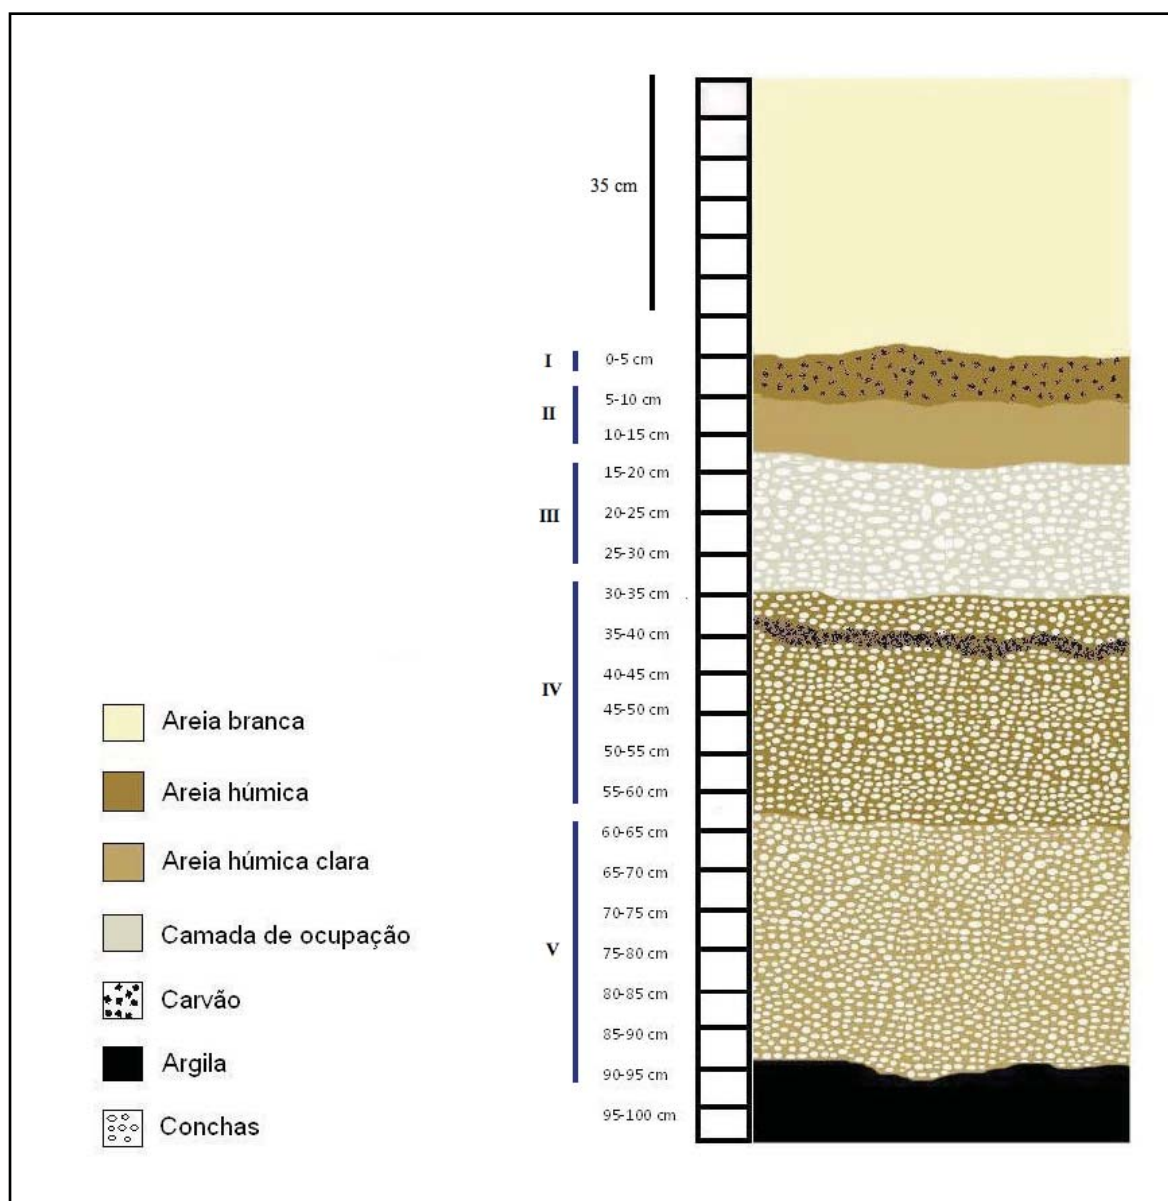 35 cm
I
0-5 cm
5-10 cm
II
10-15 cm
15-20 cm
III
20-25 cm
25-30 cm
30-35 cm
35-40 cm
40-45 cm
IV
45-50 cm
50-55 cm
55-60 cm
60-65 cm
65-70 cm
70-75 cm
V
75-80 cm
80-85 cm
85-90 cm
90-95 cm
95-100 cm
Areia branca
Areia húmica
Areia húmica clara
Camada de ocupação
Carvão
Argila
Conchas